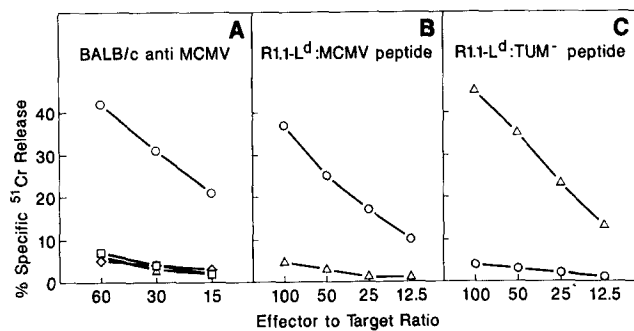 A
BALB/c anti MCMV
B
R1.1-Lᵈ:MCMV peptide
C
R1.1-Lᵈ:TUM⁻ peptide
% Specific ⁵¹Cr Release
40
30
20
10
0
60 30 15
100 50 25 12.5
100 50 25 12.5
Effector to Target Ratio